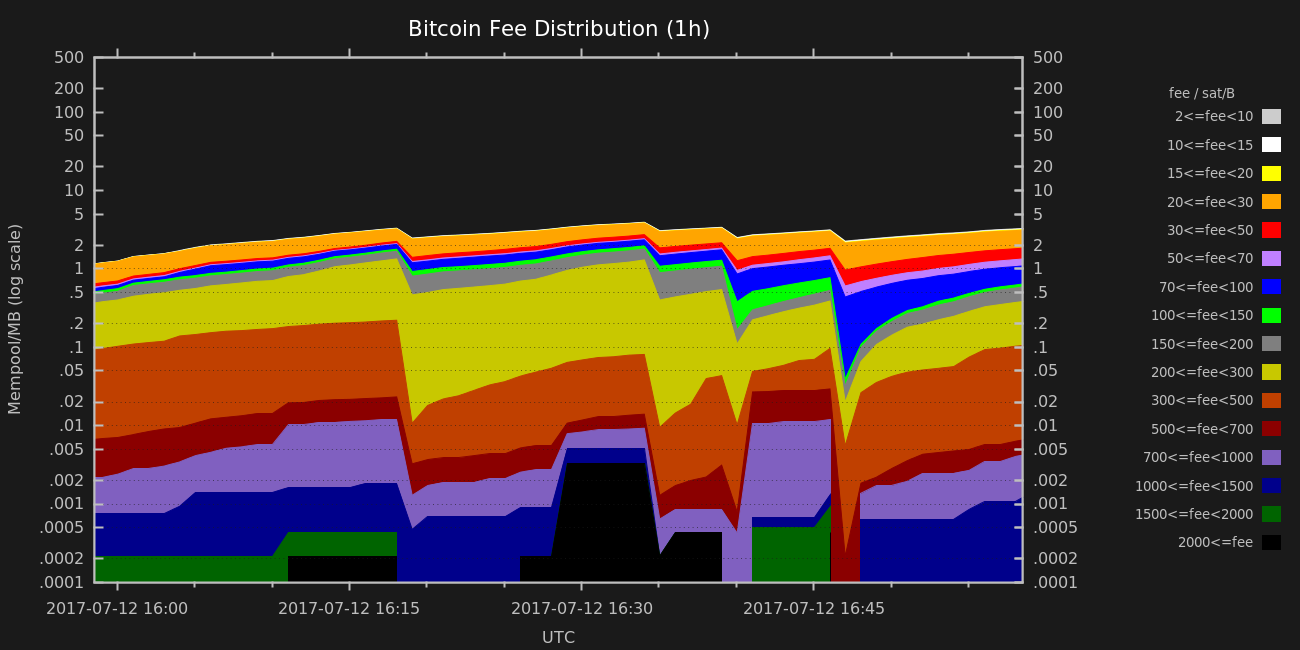 Bitcoin Fee Distribution (1h)
Mempool/MB (log scale)
500
200
100
50
20
10
5
2
1
.5
.2
.1
.05
.02
.01
.005
.002
.001
.0005
.0002
.0001
500
200
100
50
20
10
5
2
1
.5
.2
.1
.05
.02
.01
.005
.002
.001
.0005
.0002
.0001
2017-07-12 16:00
2017-07-12 16:15
2017-07-12 16:30
2017-07-12 16:45
UTC
fee / sat/B
2<=fee<10
10<=fee<15
15<=fee<20
20<=fee<30
30<=fee<50
50<=fee<70
70<=fee<100
100<=fee<150
150<=fee<200
200<=fee<300
300<=fee<500
500<=fee<700
700<=fee<1000
1000<=fee<1500
1500<=fee<2000
2000<=fee